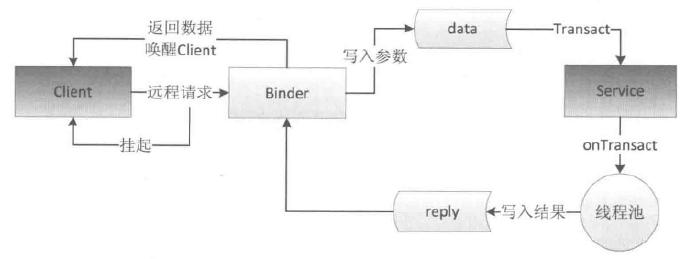 返回数据
唤醒Client
写入参数
data
Transact
Client
远程请求
Binder
Service
挂起
onTransact
reply
写入结果
线程池